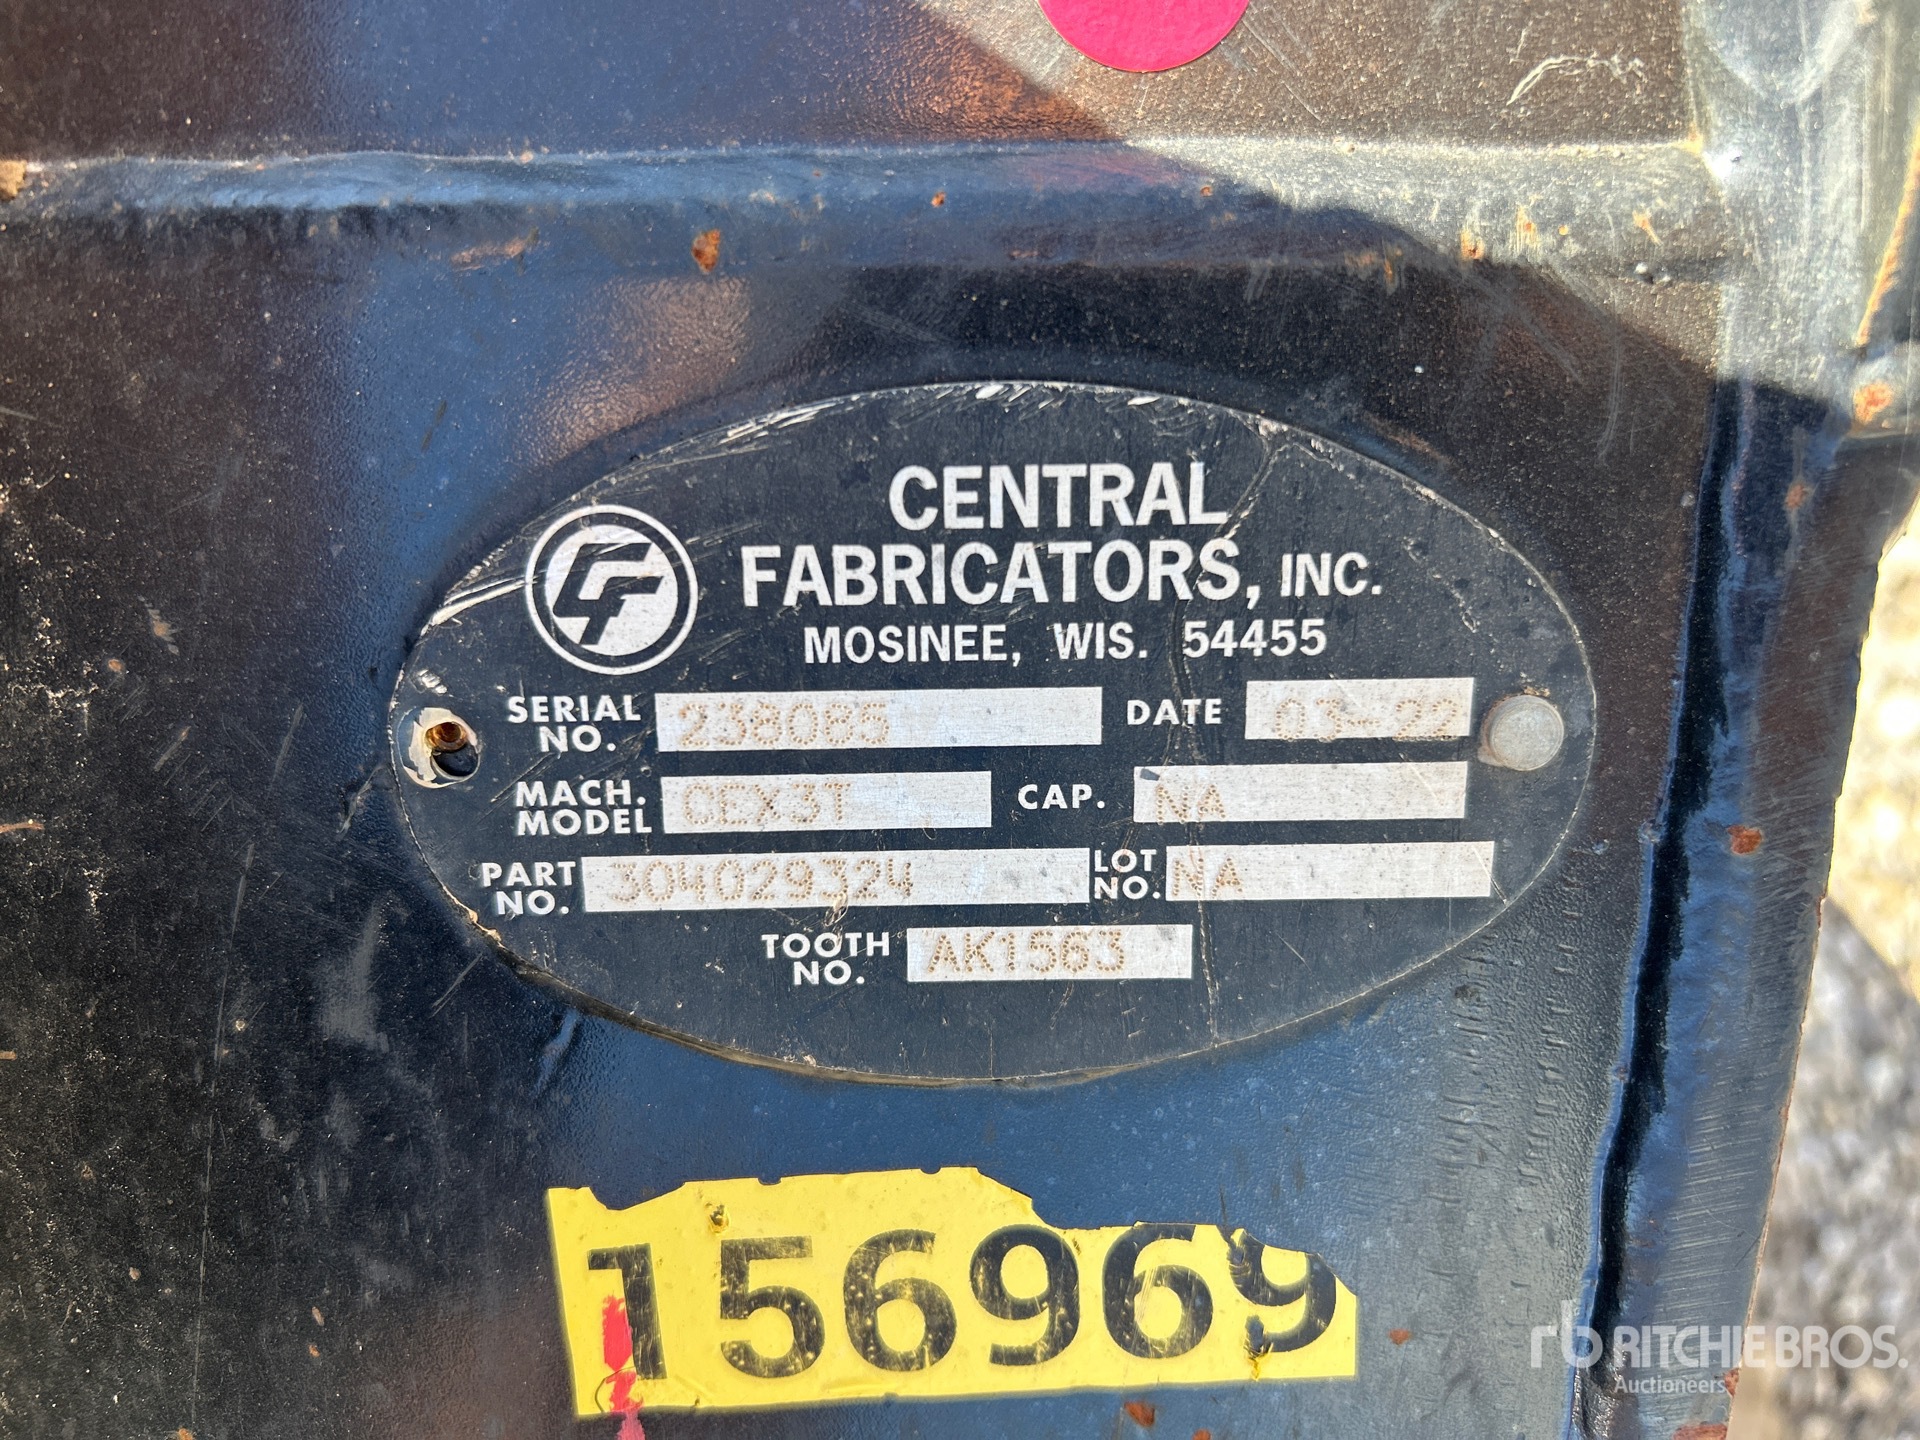 CENTRAL
FABRICATORS, INC.
MOSINEE, WIS. 54455
SERIAL NO. 238085 DATE 03-22
MACH. MODEL CEX3T CAP. NA
PART NO. 304029324 LOT NO. NA
TOOTH NO. AK1563
156969
rb RITCHIE BROS.
Auctioneers